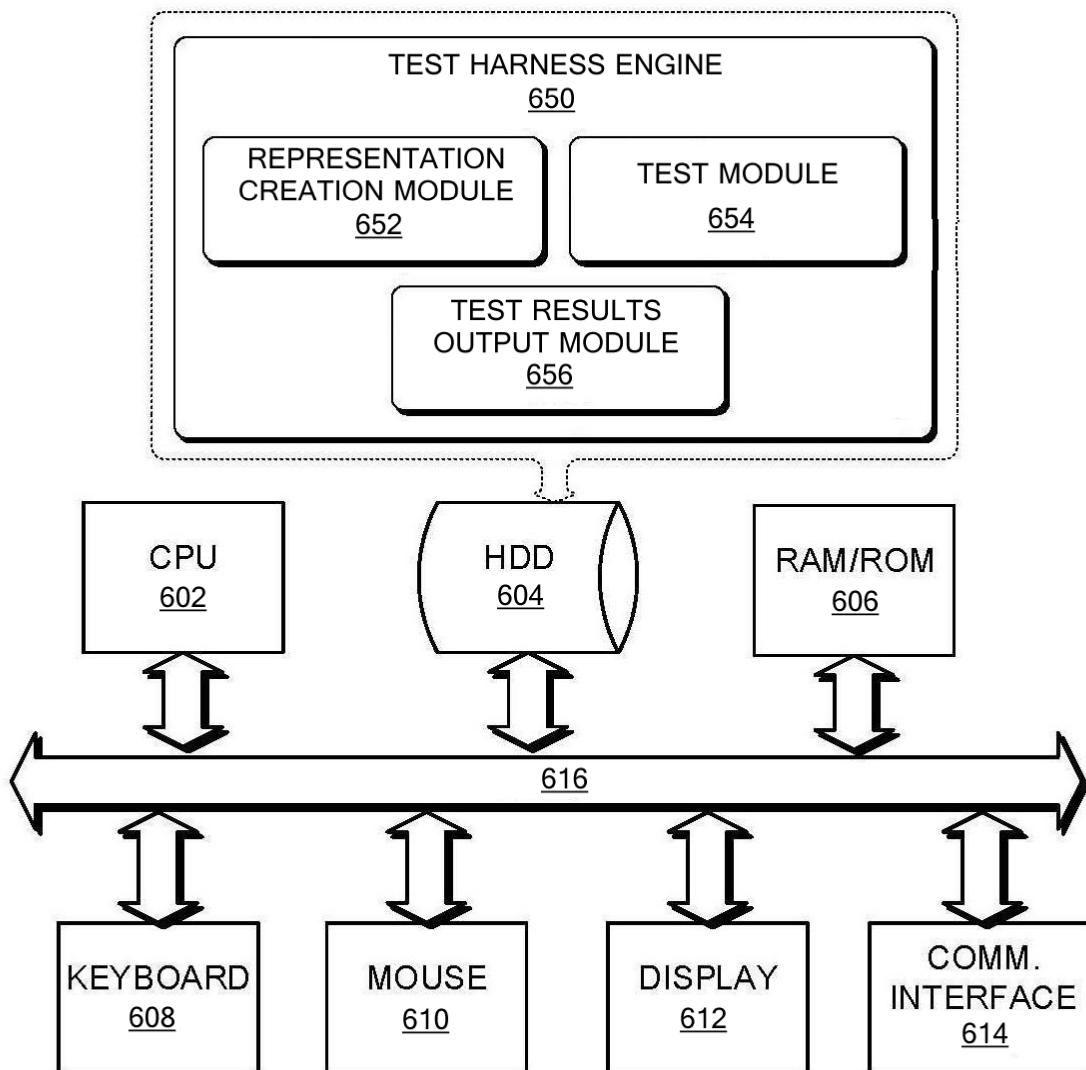 TEST HARNESS ENGINE
650
REPRESENTATION
CREATION MODULE
652
TEST MODULE
654
TEST RESULTS
OUTPUT MODULE
656
CPU
602
HDD
604
RAM/ROM
606
616
KEYBOARD
608
MOUSE
610
DISPLAY
612
COMM.
INTERFACE
614